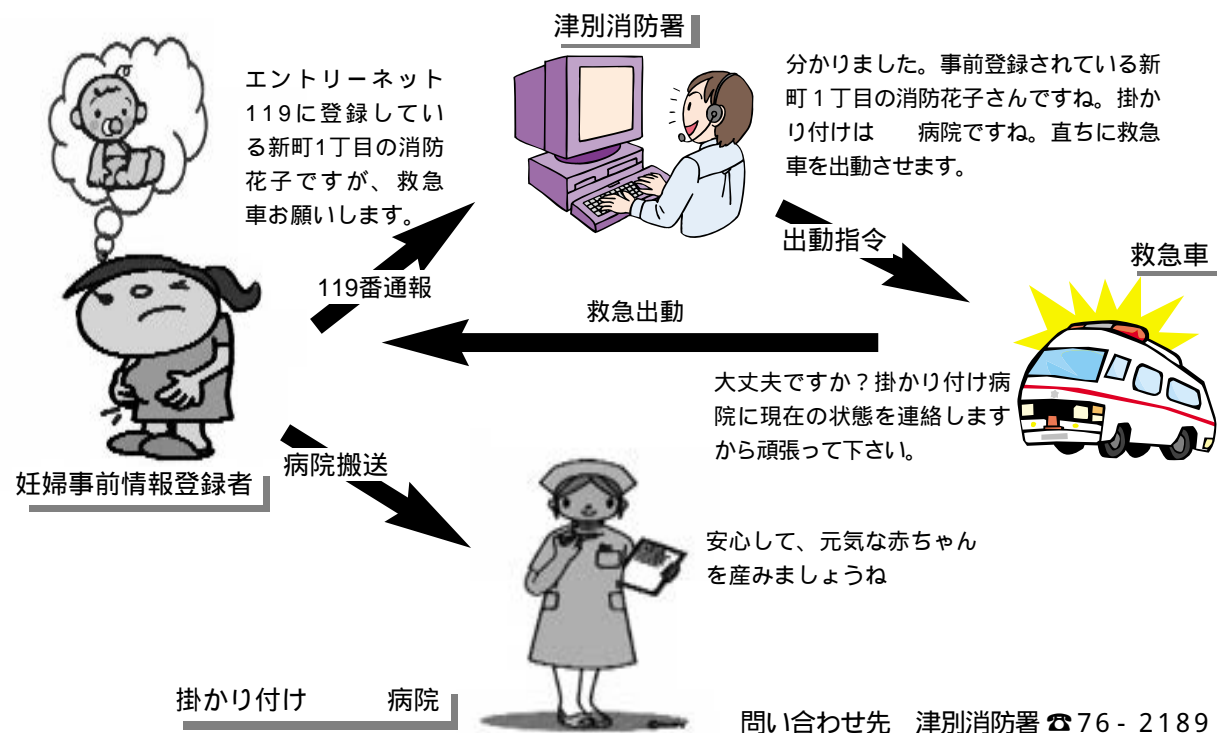 津別消防署
エントリーネット
119に登録してい
る新町1丁目の消防
花子ですが、救急
車お願いします。
分かりました。事前登録されている新
町1丁目の消防花子さんですね。掛か
り付けは　　病院ですね。直ちに救急
車を出動させます。
119番通報
出動指令
救急車
救急出動
大丈夫ですか?掛かり付け病
院に現在の状態を連絡します
から頑張って下さい。
妊婦事前情報登録者
病院搬送
安心して、元気な赤ちゃん
を産みましょうね
掛かり付け　　　病院
問い合わせ先　津別消防署☎76-2189